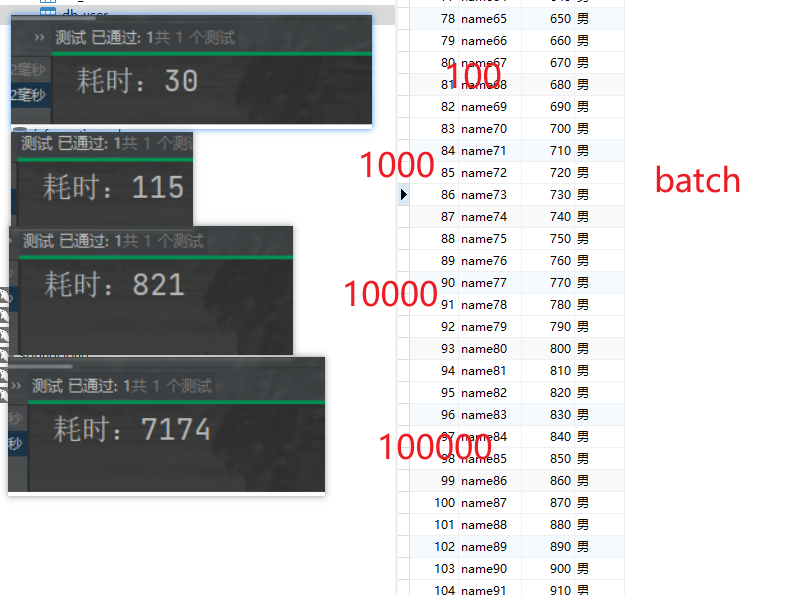 db_user
测试 已通过: 1共 1 个测试
2毫秒
2毫秒
耗时: 30
100
测试 已通过: 1共 1 个测试
耗时: 115
1000
测试 已通过: 1共 1 个测试
耗时: 821
10000
测试 已通过: 1共 1 个测试
秒
秒
耗时: 7174
100000
batch
78 name65 650 男
79 name66 660 男
80 name67 670 男
81 name68 680 男
82 name69 690 男
83 name70 700 男
84 name71 710 男
85 name72 720 男
86 name73 730 男
87 name74 740 男
88 name75 750 男
89 name76 760 男
90 name77 770 男
91 name78 780 男
92 name79 790 男
93 name80 800 男
94 name81 810 男
95 name82 820 男
96 name83 830 男
97 name84 840 男
98 name85 850 男
99 name86 860 男
100 name87 870 男
101 name88 880 男
102 name89 890 男
103 name90 900 男
104 name91 910 男